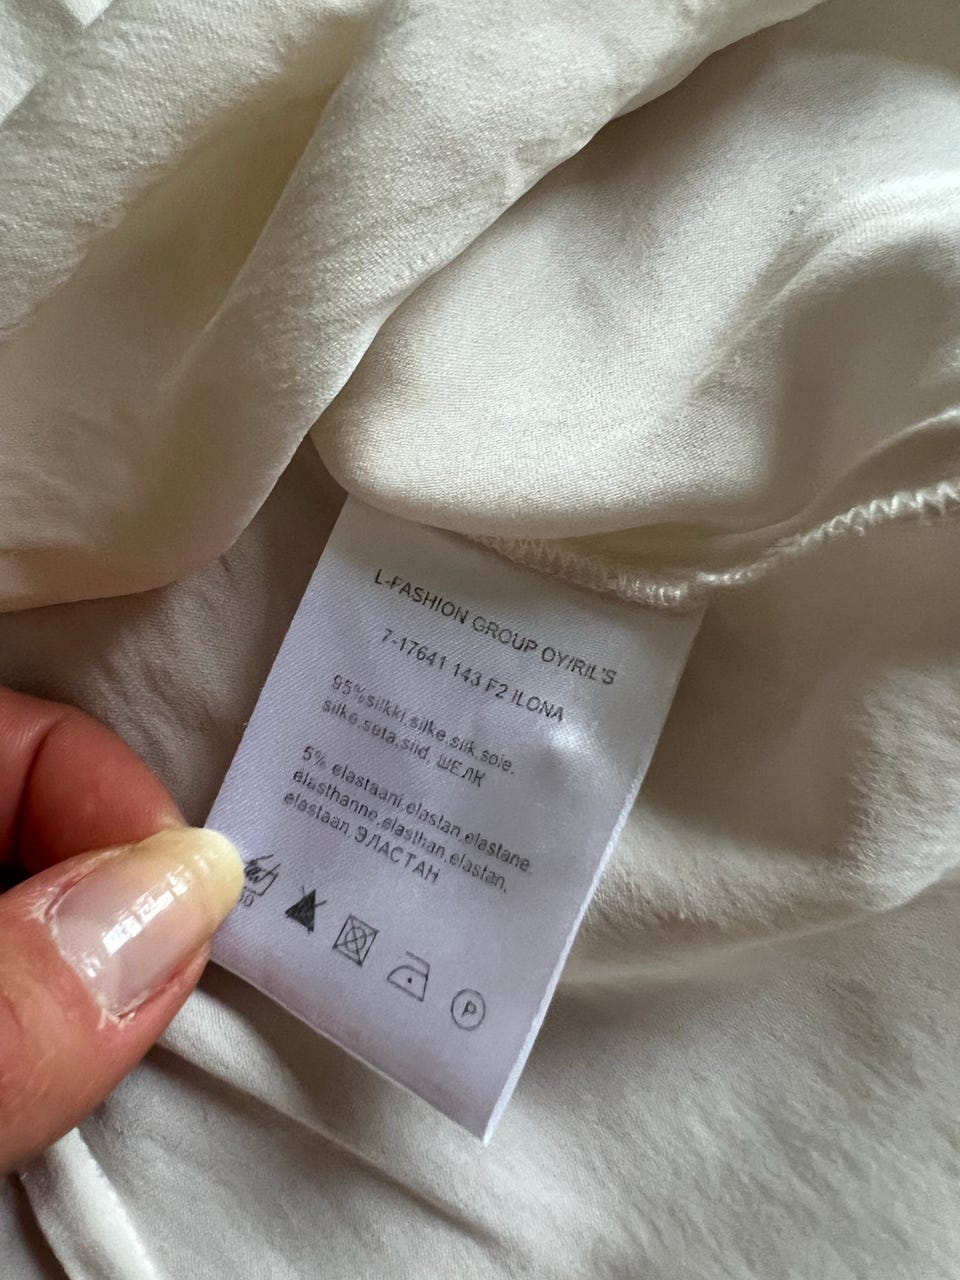 L-FASHION GROUP OY/RIL'S
7-17641 143 F2 ILONA
95%silkki,silke,silk,soie,
silke,seta,siid, ШЕЛК
5% elastaani,elastan,elastane,
elasthanne,elasthan,elastan,
elastaan,ЭЛАСТАН
P